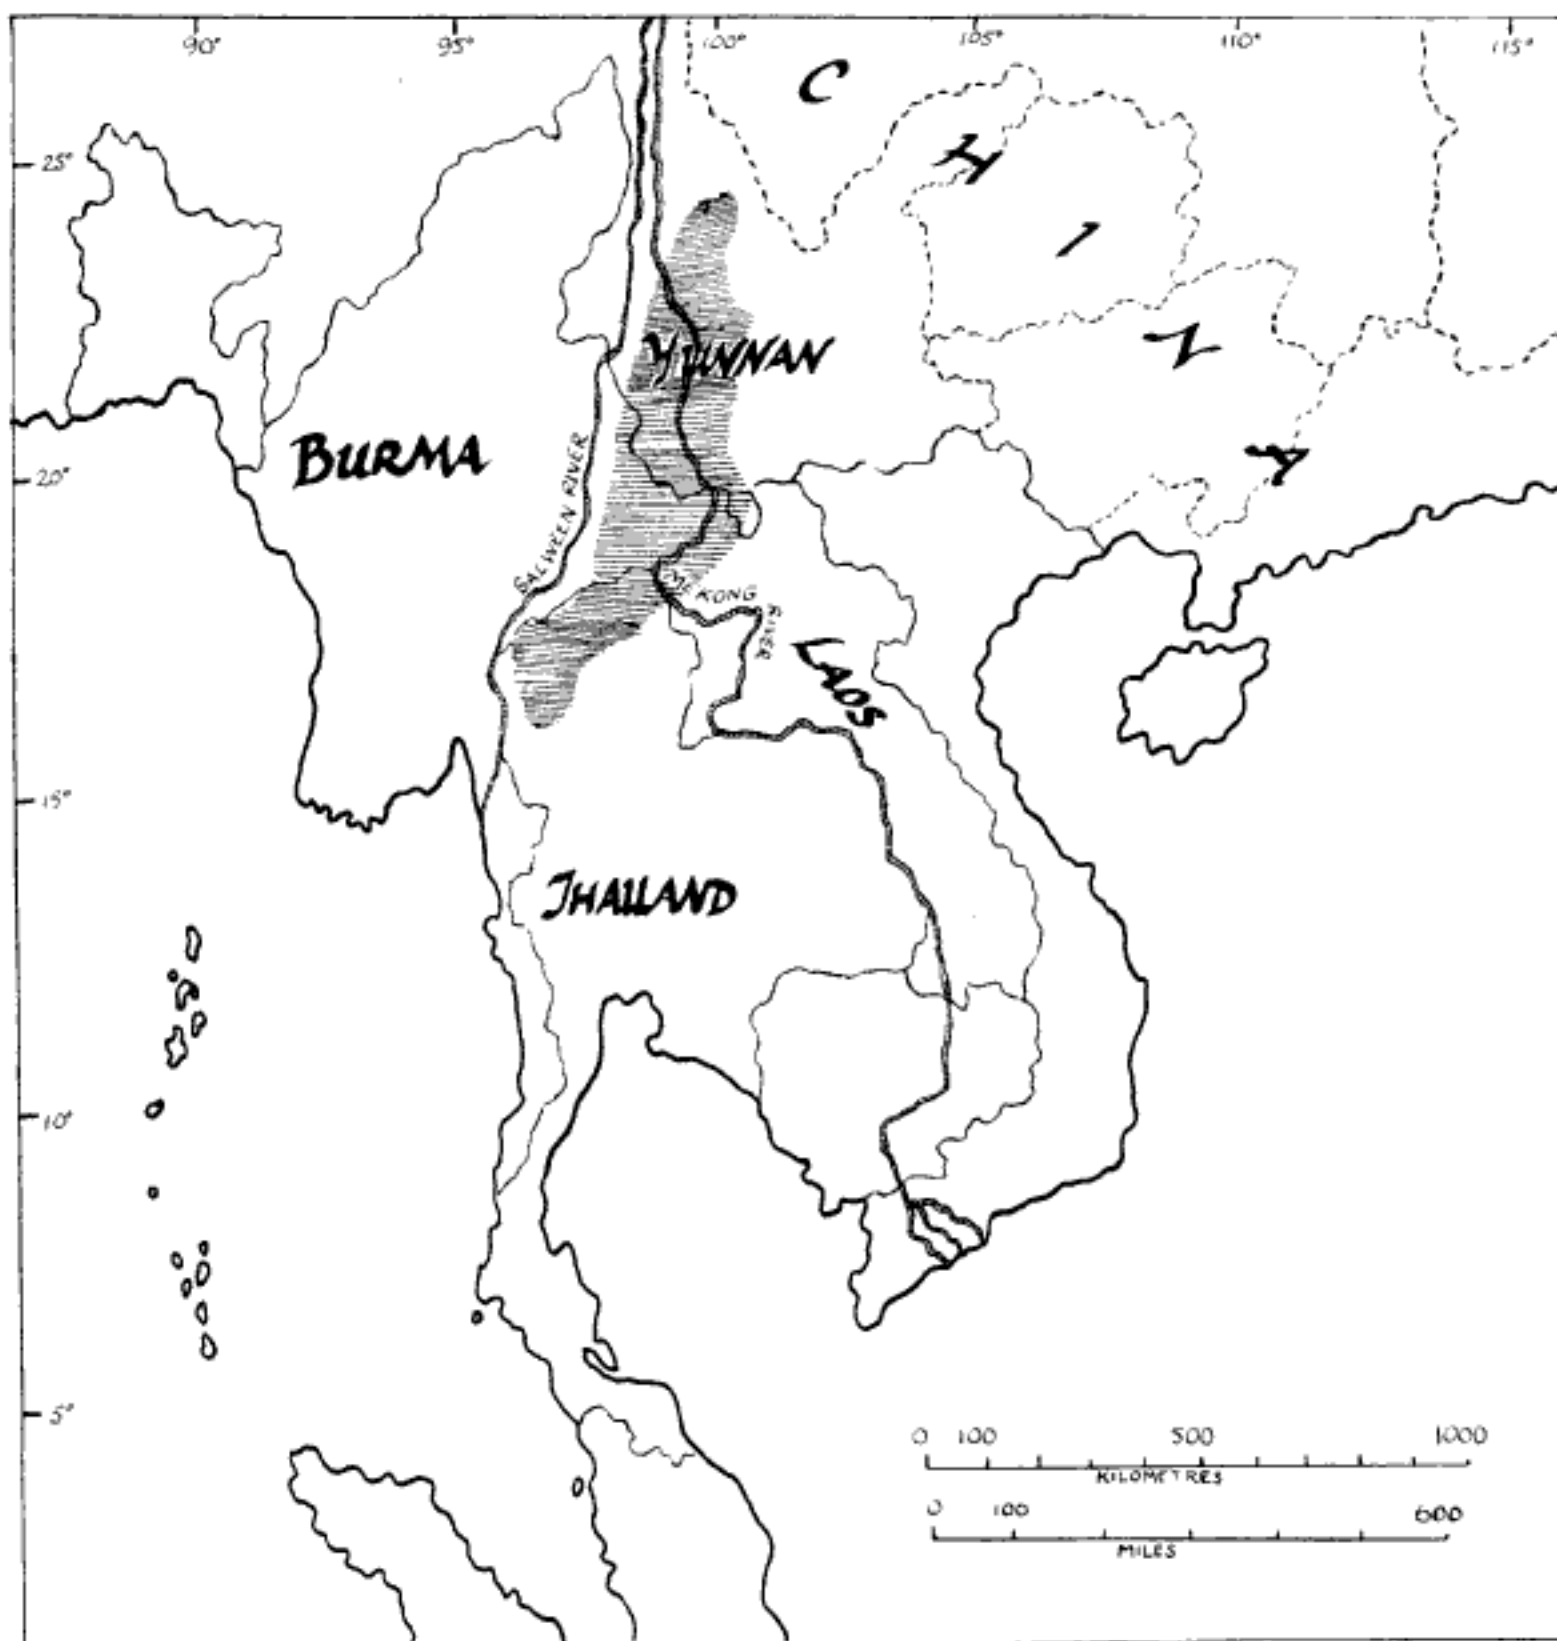 90° 95° 100° 105° 110° 115°
C
H
25°
I
N
YUNNAN
A
BURMA
20°
SALWEEN RIVER
MEKONG
RIVER
LAOS
15°
THAILAND
10°
5°
0 100 500 1000
KILOMETRES
0 100 600
MILES